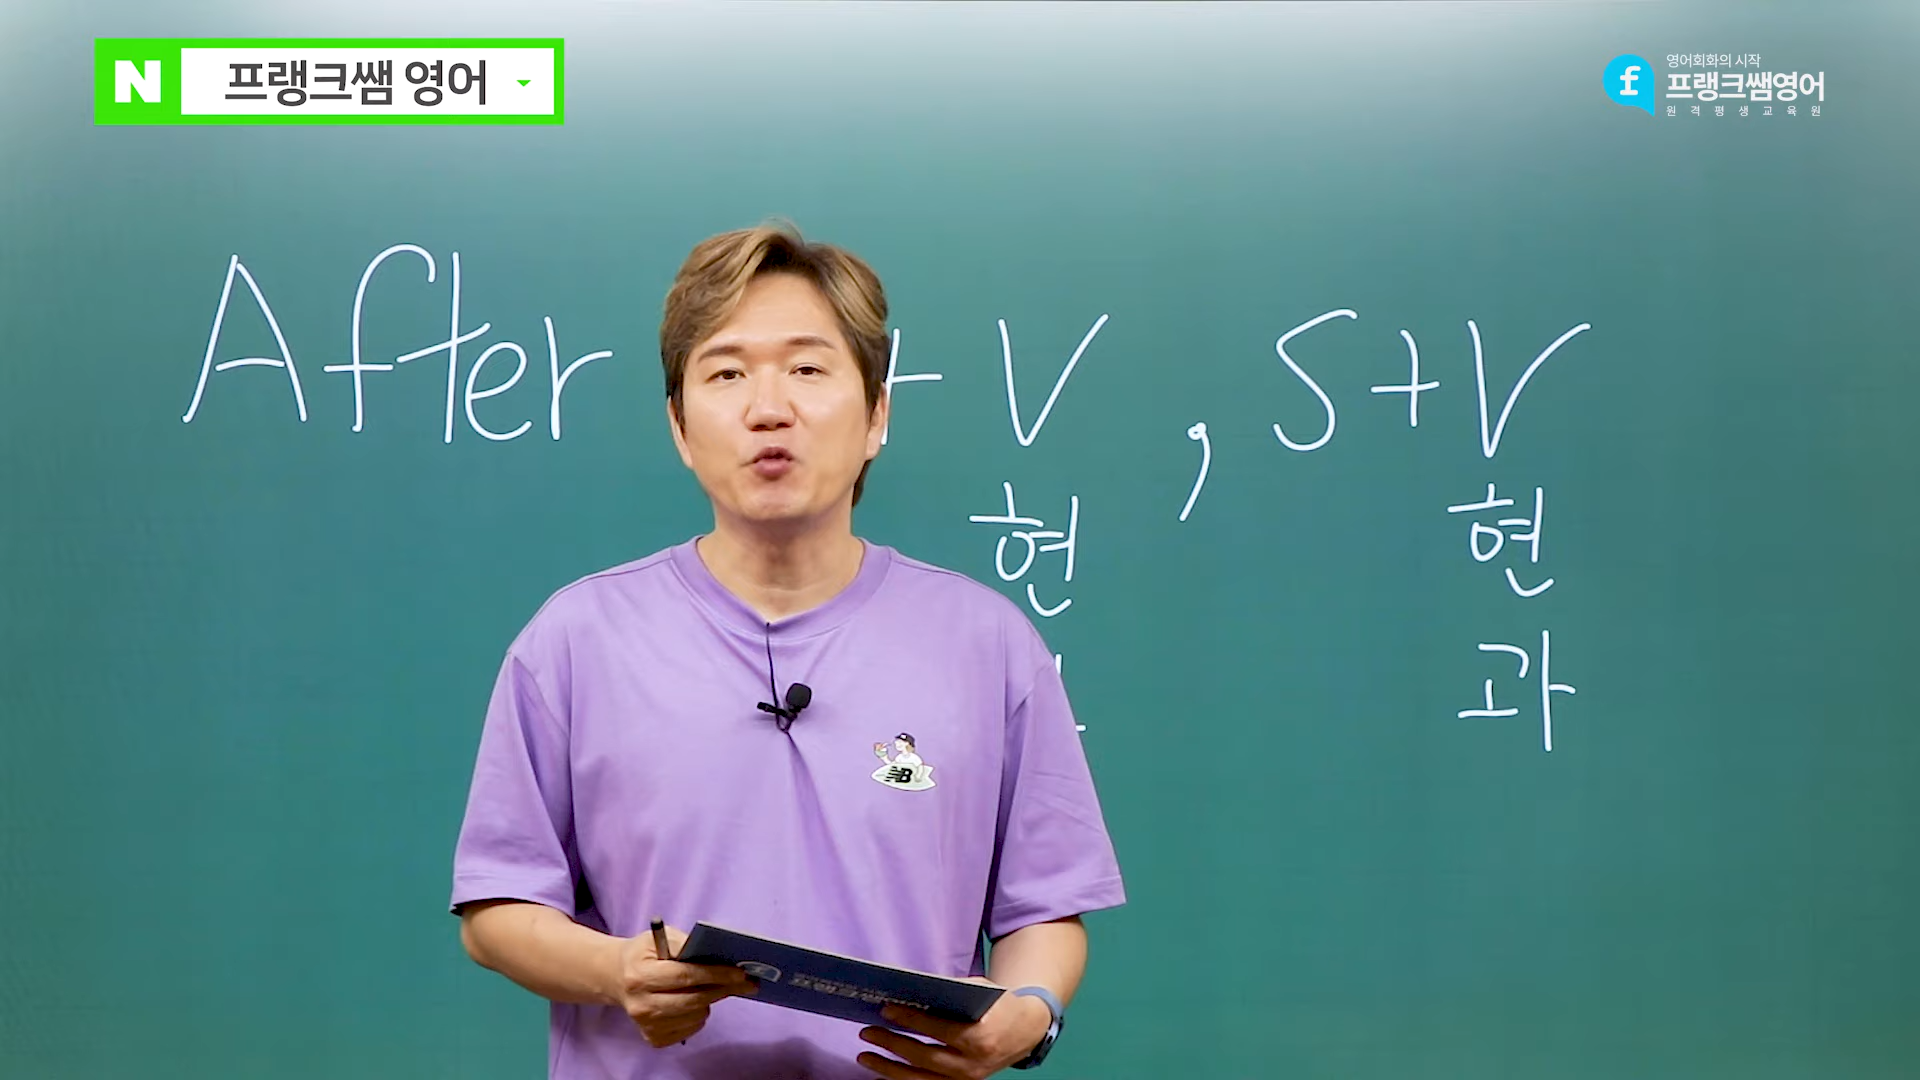 N 프랭크쌤 영어
영어회화의 시작
프랭크쌤영어
원격평생교육원
After + V , S + V
현 현
과
NB